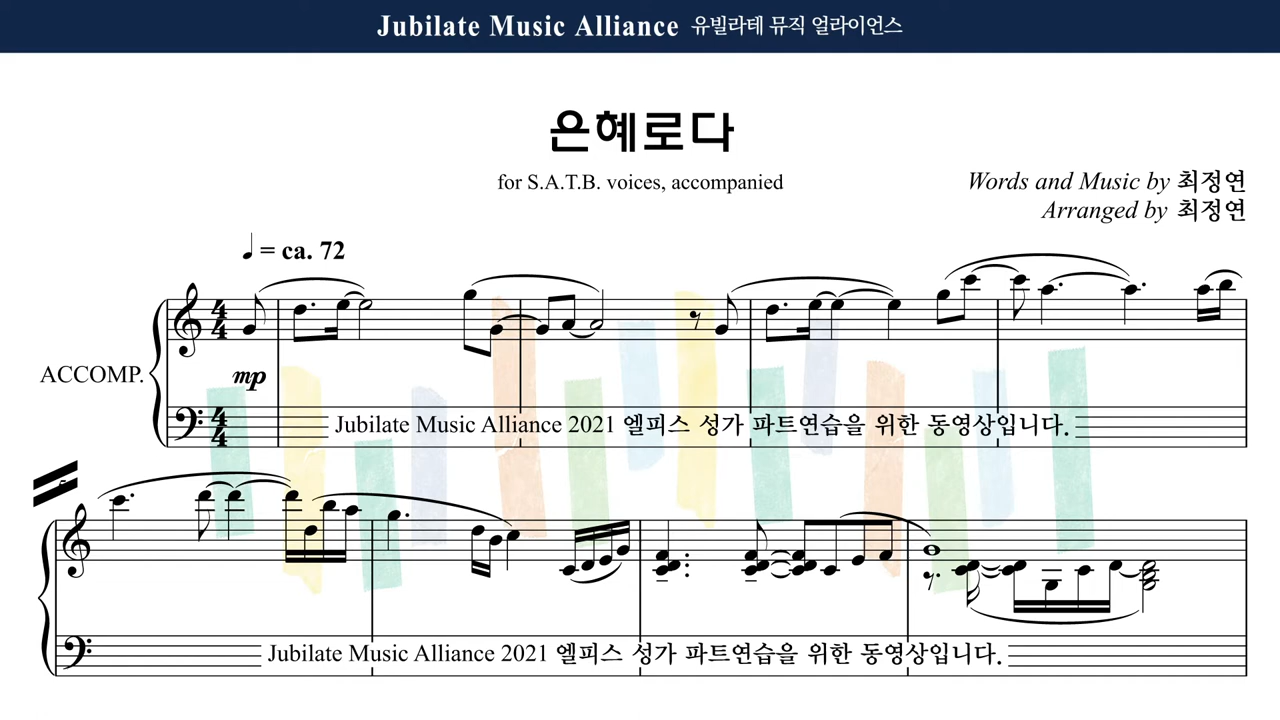 Jubilate Music Alliance 유빌라테 뮤직 얼라이언스
은혜로다
for S.A.T.B. voices, accompanied
Words and Music by 최정연
Arranged by 최정연
♩ = ca. 72
ACCOMP.
mp
Jubilate Music Alliance 2021 엘피스 성가 파트연습을 위한 동영상입니다.
Jubilate Music Alliance 2021 엘피스 성가 파트연습을 위한 동영상입니다.